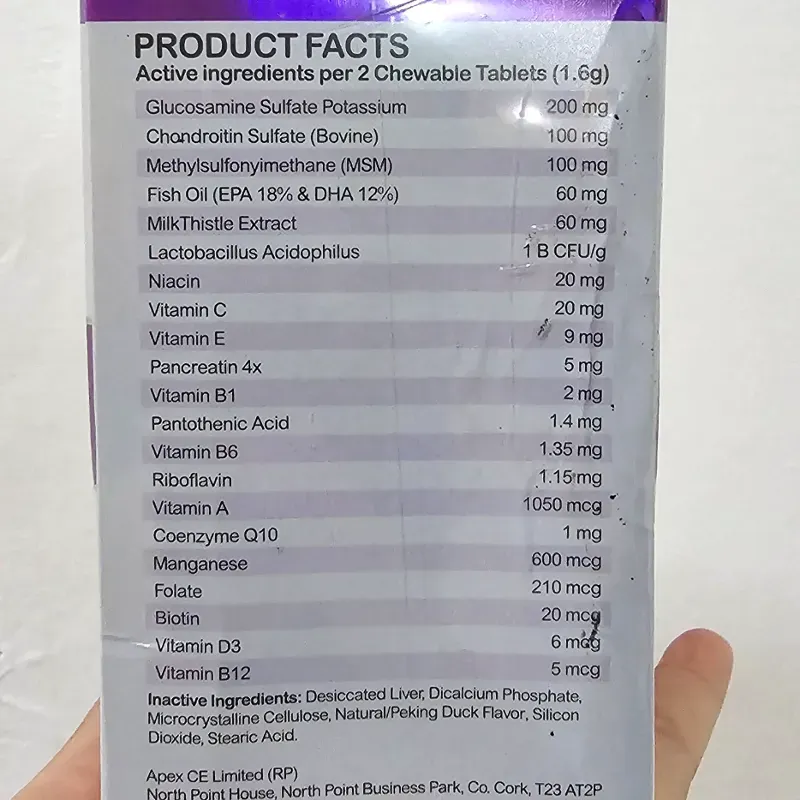 PRODUCT FACTS
Active ingredients per 2 Chewable Tablets (1.6g)
Glucosamine Sulfate Potassium 200 mg
Chondroitin Sulfate (Bovine) 100 mg
Methylsulfonyimethane (MSM) 100 mg
Fish Oil (EPA 18% & DHA 12%) 60 mg
MilkThistle Extract 60 mg
Lactobacillus Acidophilus 1 B CFU/g
Niacin 20 mg
Vitamin C 20 mg
Vitamin E 9 mg
Pancreatin 4x 5 mg
Vitamin B1 2 mg
Pantothenic Acid 1.4 mg
Vitamin B6 1.35 mg
Riboflavin 1.15 mg
Vitamin A 1050 mcg
Coenzyme Q10 1 mg
Manganese 600 mcg
Folate 210 mcg
Biotin 20 mcg
Vitamin D3 6 mcg
Vitamin B12 5 mcg
Inactive Ingredients: Desiccated Liver, Dicalcium Phosphate,
Microcrystalline Cellulose, Natural/Peking Duck Flavor, Silicon
Dioxide, Stearic Acid.
Apex CE Limited (RP)
North Point House, North Point Business Park, Co. Cork, T23 AT2P